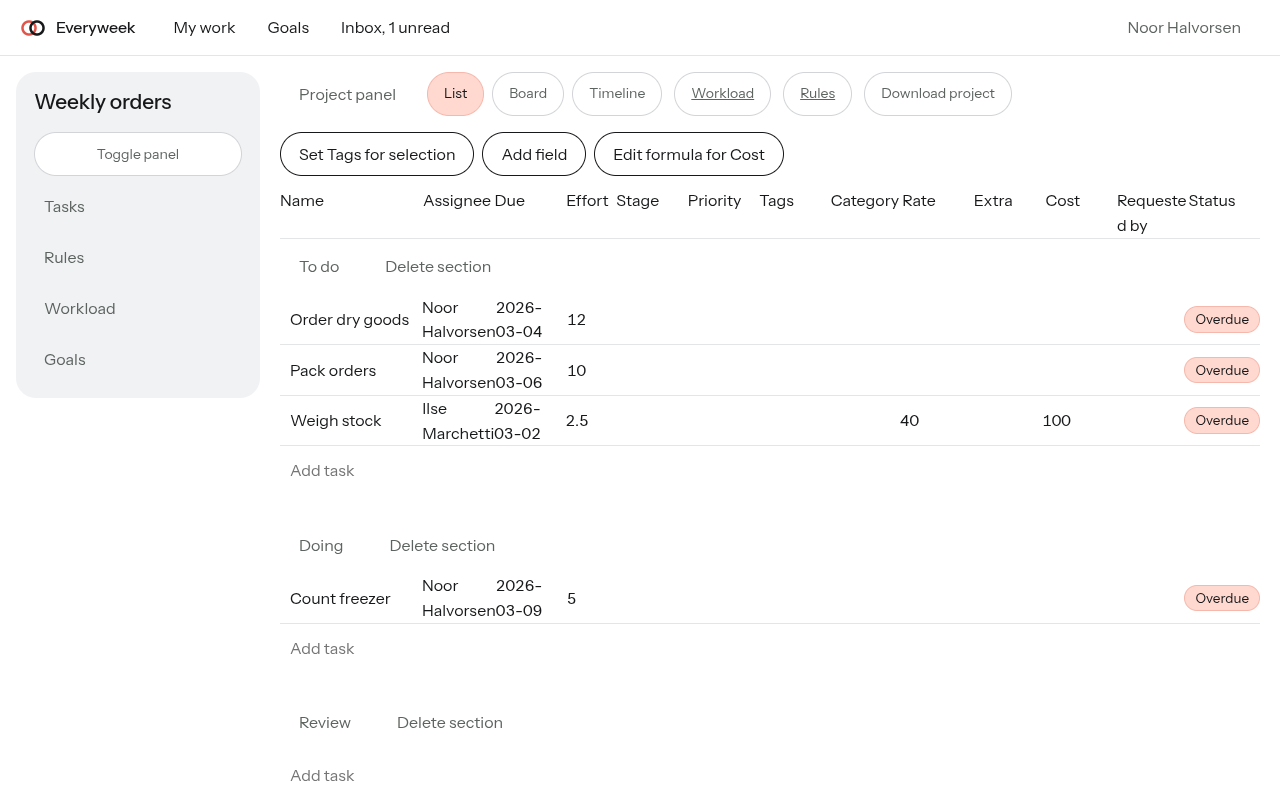 Everyweek My work Goals Inbox, 1 unread Noor Halvorsen
Weekly orders
Toggle panel
Tasks
Rules
Workload
Goals
Project panel List Board Timeline Workload Rules Download project
Set Tags for selection Add field Edit formula for Cost
Name Assignee Due Effort Stage Priority Tags Category Rate Extra Cost Requested by Status
To do Delete section
Order dry goods Noor Halvorsen 2026-03-04 12 Overdue
Pack orders Noor Halvorsen 2026-03-06 10 Overdue
Weigh stock Ilse Marchetti 2026-03-02 2.5 40 100 Overdue
Add task
Doing Delete section
Count freezer Noor Halvorsen 2026-03-09 5 Overdue
Add task
Review Delete section
Add task